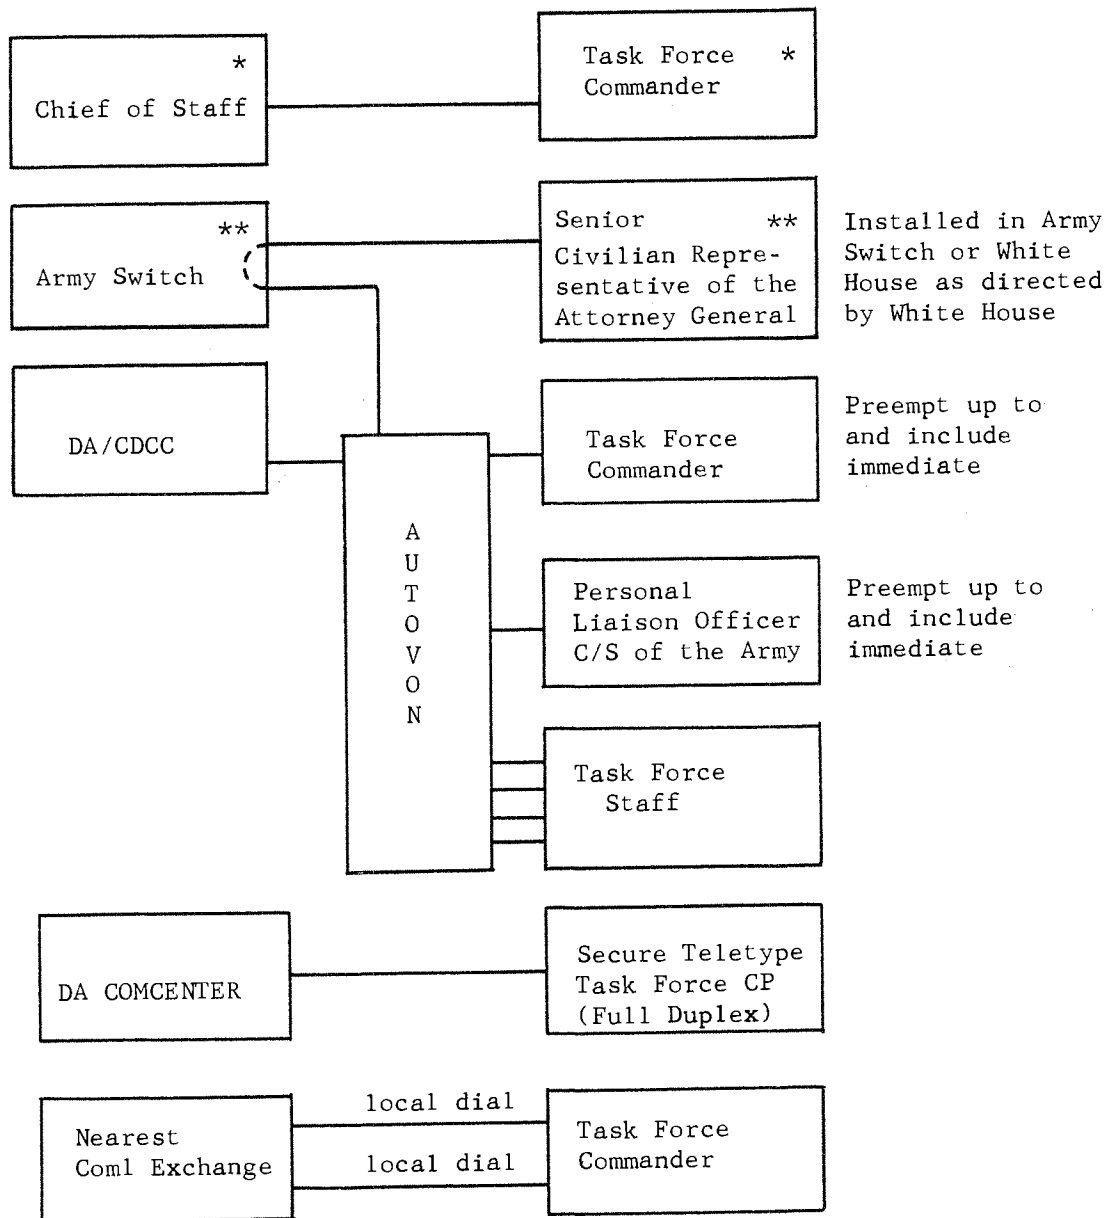 *
Chief of Staff
Task Force *
Commander
**
Army Switch
Senior **
Civilian Repre-
sentative of the
Attorney General
Installed in Army
Switch or White
House as directed
by White House
DA/CDCC
A
U
T
O
V
O
N
Task Force
Commander
Preempt up to
and include
immediate
Personal
Liaison Officer
C/S of the Army
Preempt up to
and include
immediate
Task Force
Staff
DA COMCENTER
Secure Teletype
Task Force CP
(Full Duplex)
Nearest
Coml Exchange
local dial
local dial
Task Force
Commander